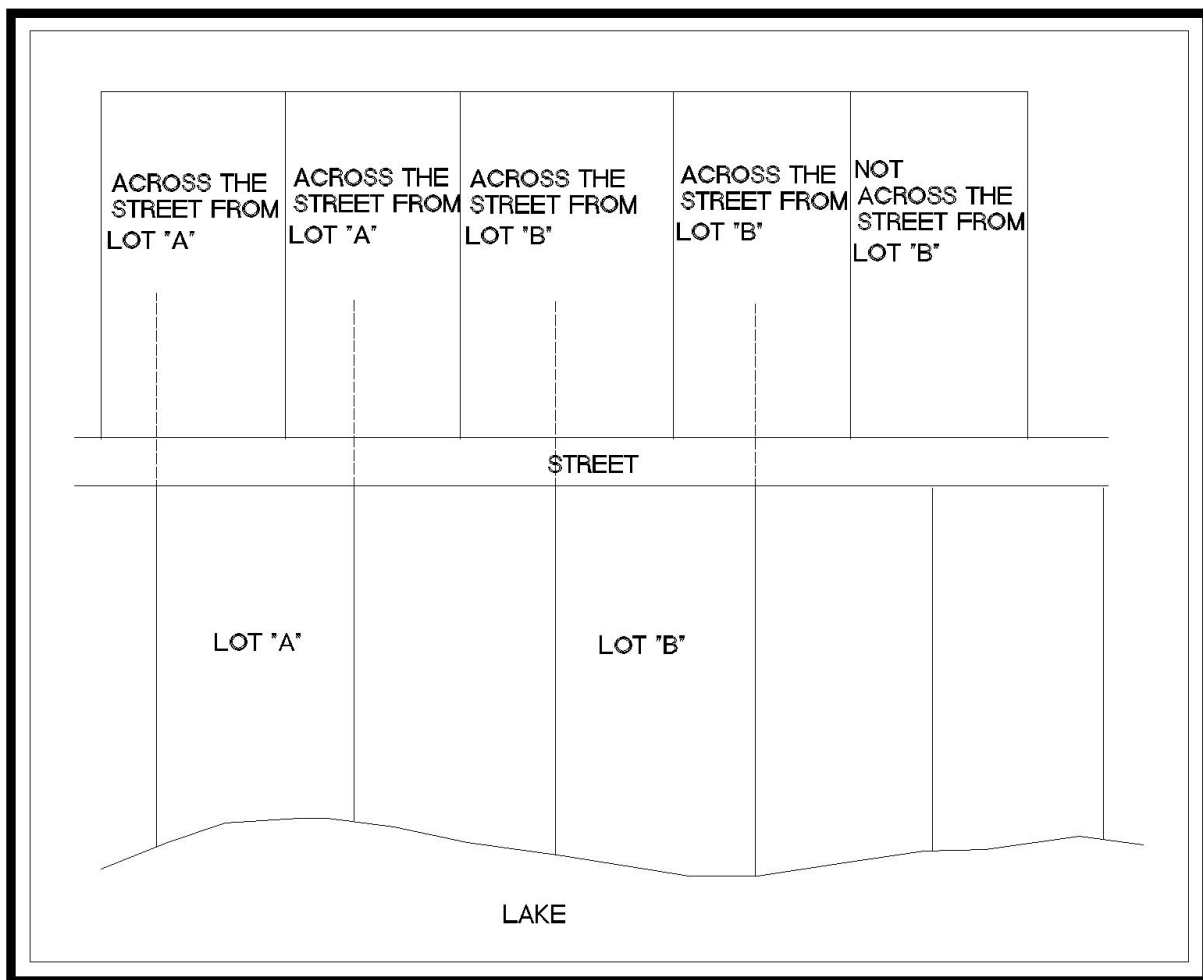 ACROSS THE
STREET FROM
LOT "A"
ACROSS THE
STREET FROM
LOT "A"
ACROSS THE
STREET FROM
LOT "B"
ACROSS THE
STREET FROM
LOT "B"
NOT
ACROSS THE
STREET FROM
LOT "B"
STREET
LOT "A"
LOT "B"
LAKE